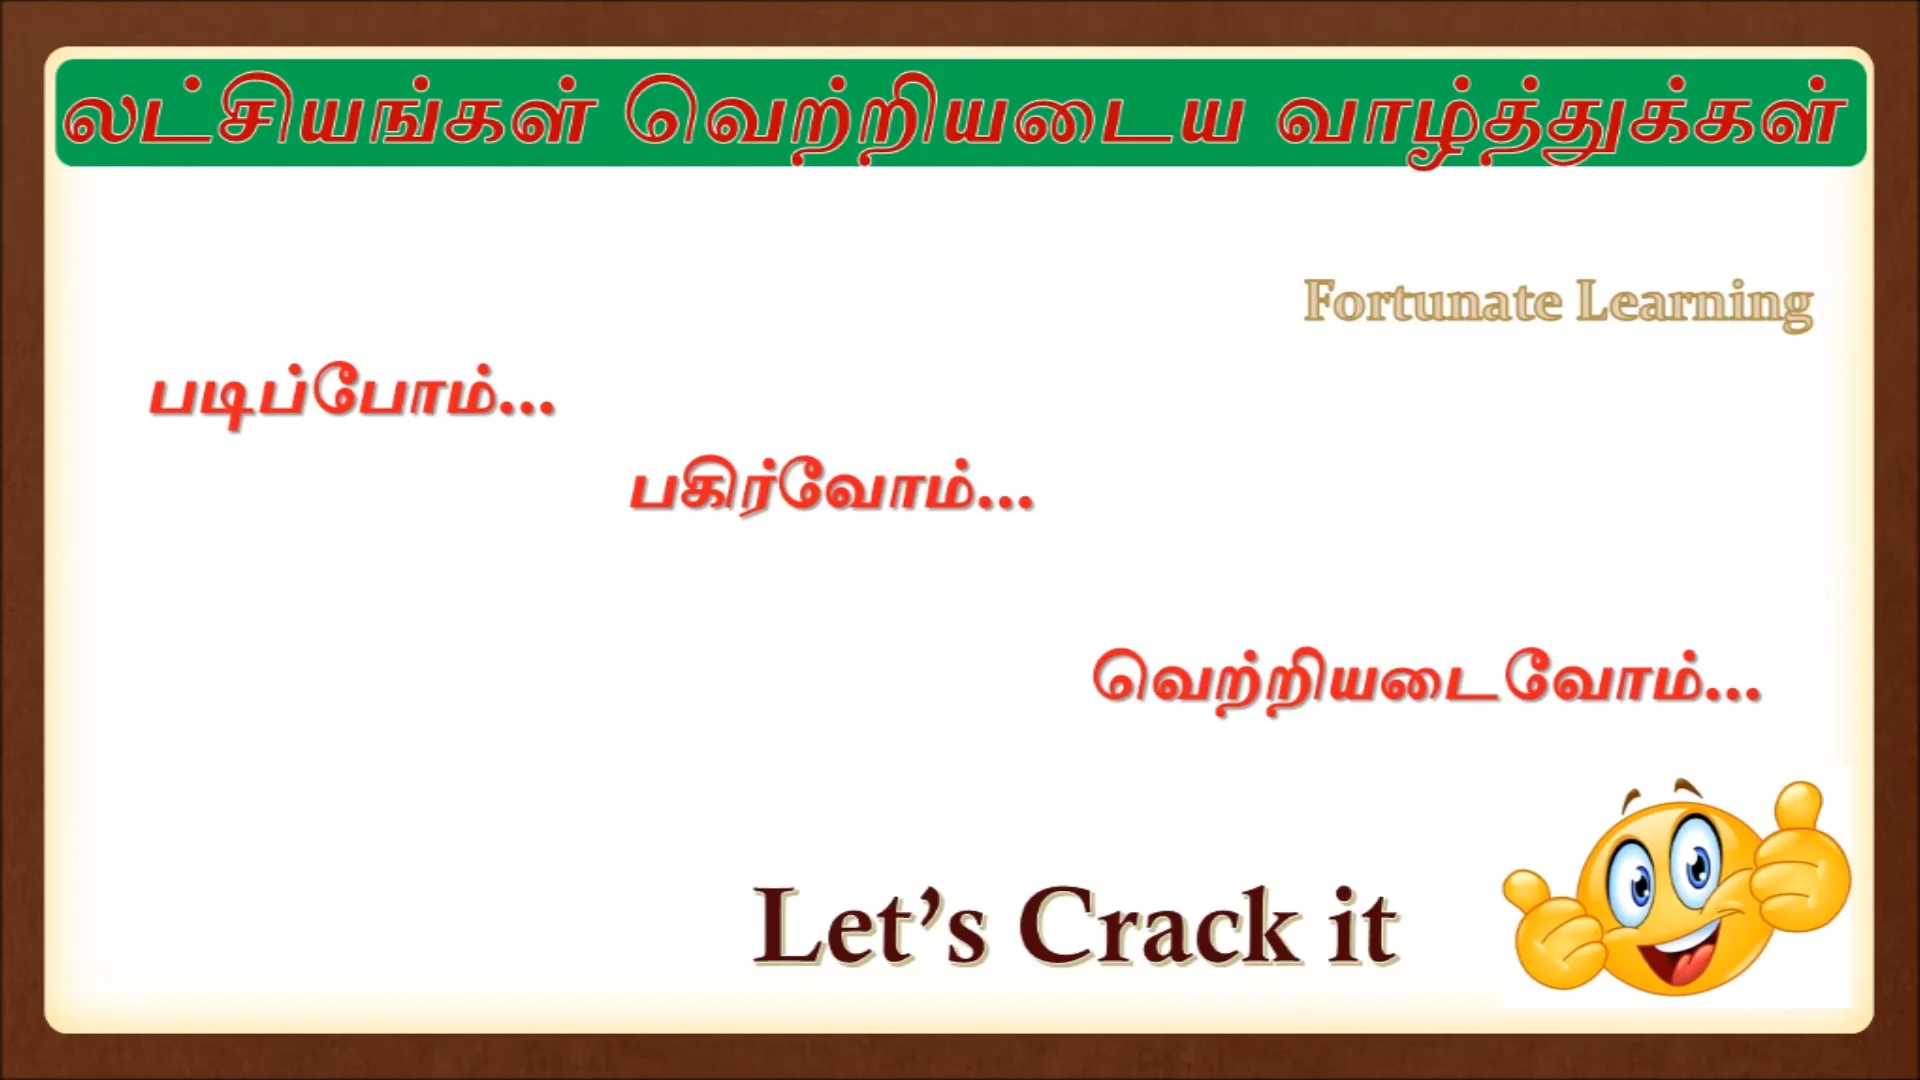 லட்சியங்கள் வெற்றியடைய வாழ்த்துக்கள்
Fortunate Learning
படிப்போம்...
பகிர்வோம்...
வெற்றியடைவோம்...
Let's Crack it